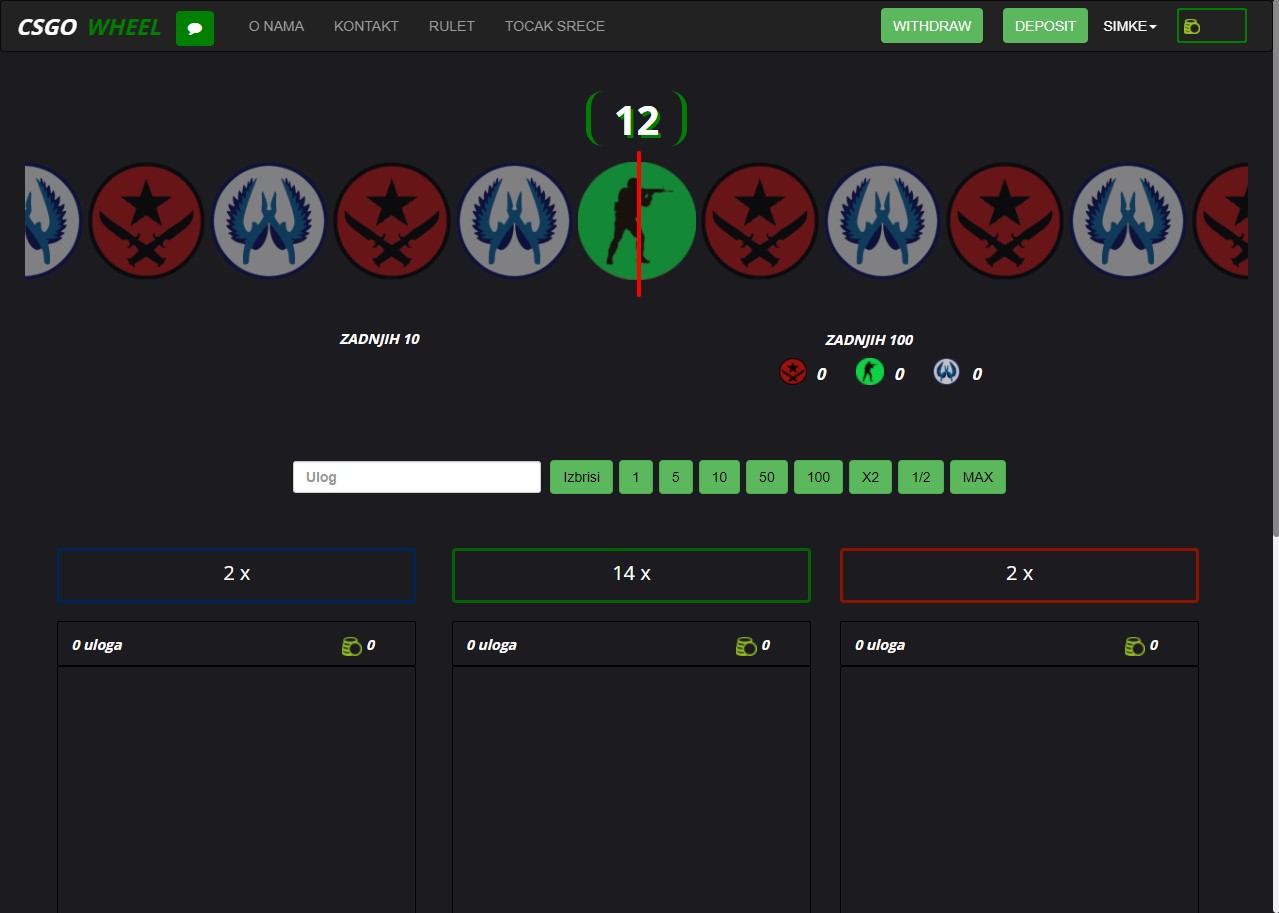 CSGO WHEEL O NAMA KONTAKT RULET TOCAK SRECE WITHDRAW DEPOSIT SIMKE
12
ZADNJIH 10
ZADNJIH 100
0 0 0
Ulog Izbrisi 1 5 10 50 100 X2 1/2 MAX
2 x 14 x 2 x
0 uloga 0 0 uloga 0 0 uloga 0